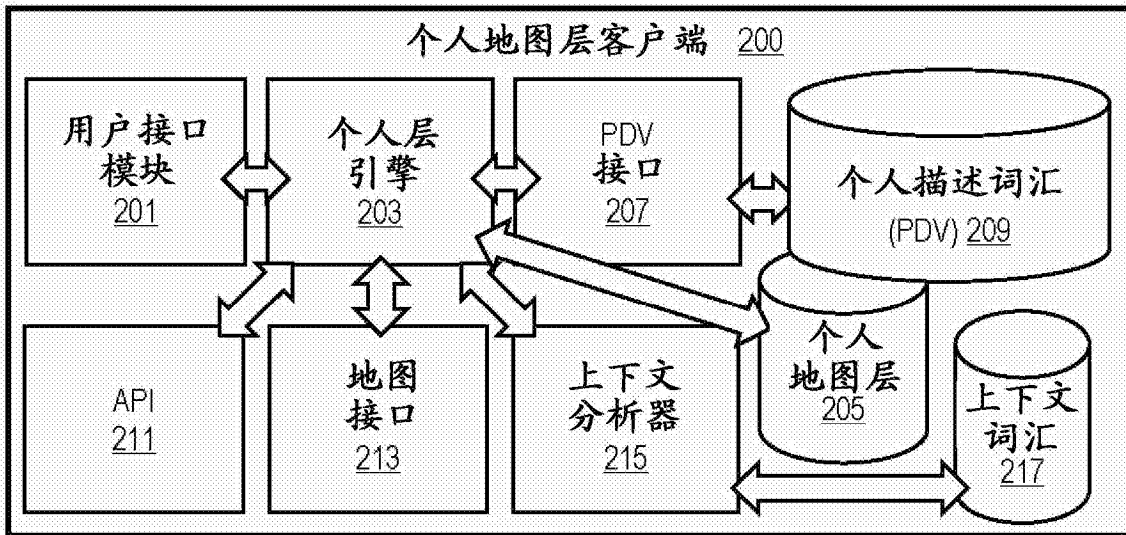 个人地图层客户端 200
用户接口
模块
201
个人层
引擎
203
PDV
接口
207
个人描述词汇
(PDV) 209
API
211
地图
接口
213
上下文
分析器
215
个人
地图层
205
上下文
词汇
217